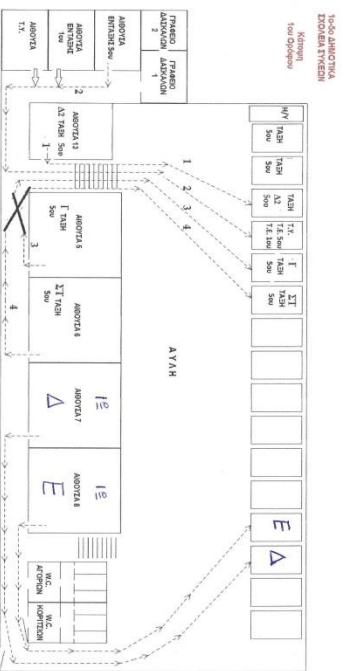 1ο-5ο ΔΗΜΟΤΙΚΑ
ΣΧΟΛΕΙΑ ΣΥΚΕΩΝ
Κάτοψη
1ου Ορόφου
ΓΡΑΦΕΙΟ
ΔΑΣΚΑΛΩΝ
2
ΓΡΑΦΕΙΟ
ΔΑΣΚΑΛΩΝ
1
ΑΙΘΟΥΣΑ
Τ.Υ.
ΑΙΘΟΥΣΑ
ΕΝΤΑΞΗΣ
1ου
ΑΙΘΟΥΣΑ
ΕΝΤΑΞΗΣ 5ου
2
ΑΙΘΟΥΣΑ 13
Δ2 ΤΑΞΗ 5ου
1
1
2
3
4
Η/Υ
ΤΑΞΗ
5ου
ΤΑΞΗ
5ου
ΤΑΞΗ
Δ2
5ου
Τ.Υ.
Τ.Ε. 5ου
Τ.Ε. 1ου
Γ
ΤΑΞΗ
5ου
ΣΤ
ΤΑΞΗ
5ου
Ε
Δ
ΑΥΛΗ
ΑΙΘΟΥΣΑ 5
Γ ΤΑΞΗ
5ου
3
ΑΙΘΟΥΣΑ 6
ΣΤ ΤΑΞΗ
5ου
4
ΑΙΘΟΥΣΑ 7
1ο
Δ
ΑΙΘΟΥΣΑ 8
1ο
Ε
W.C.
ΑΓΟΡΙΩΝ
W.C.
ΚΟΡΙΤΣΙΩΝ